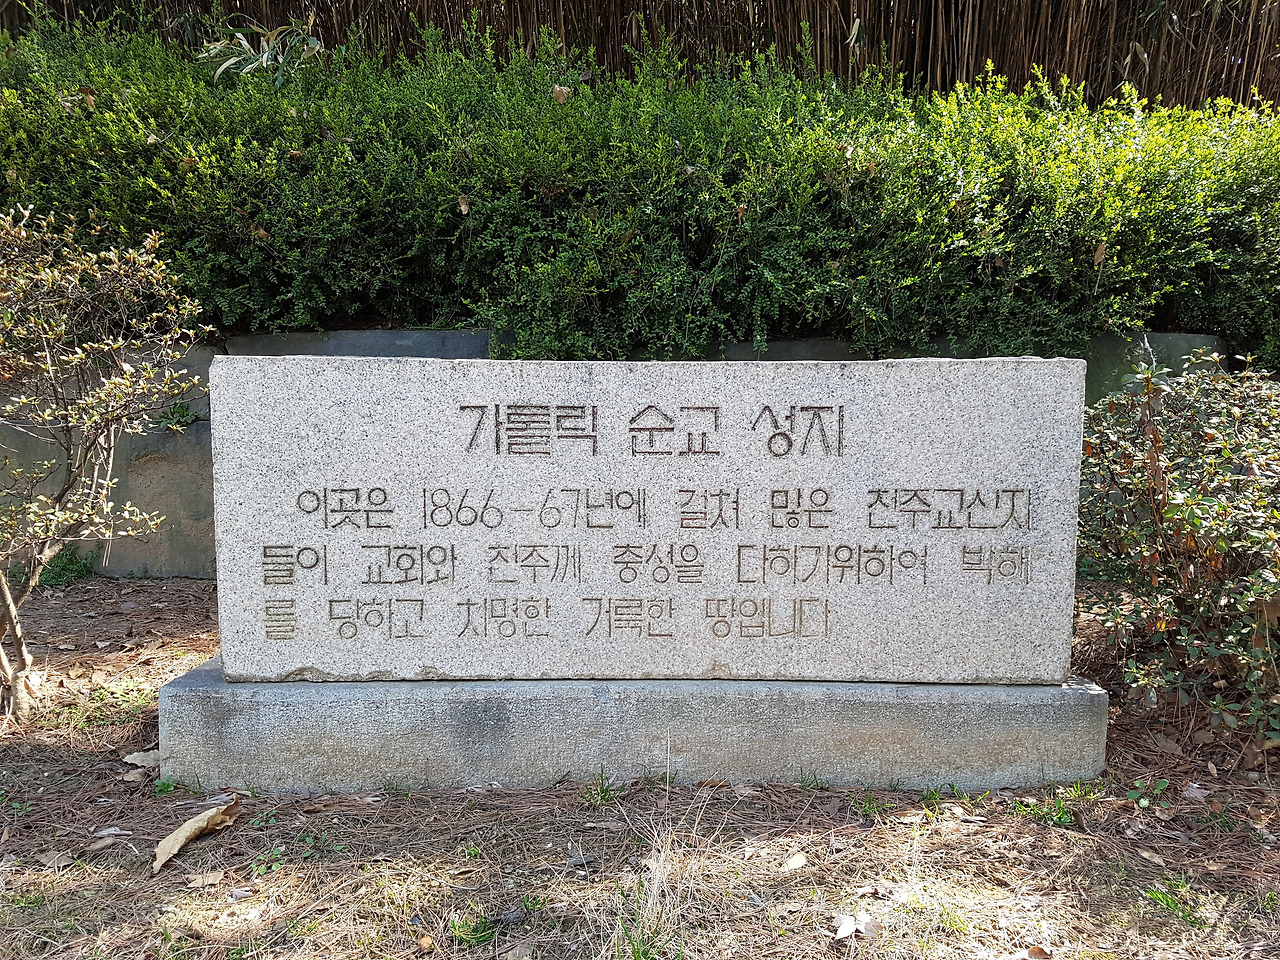 가톨릭 순교 성지
이곳은 1866-67년에 걸쳐 많은 천주교신자
들이 교회와 천주께 충성을 다하기위하여 박해
를 당하고 치명한 거룩한 땅입니다